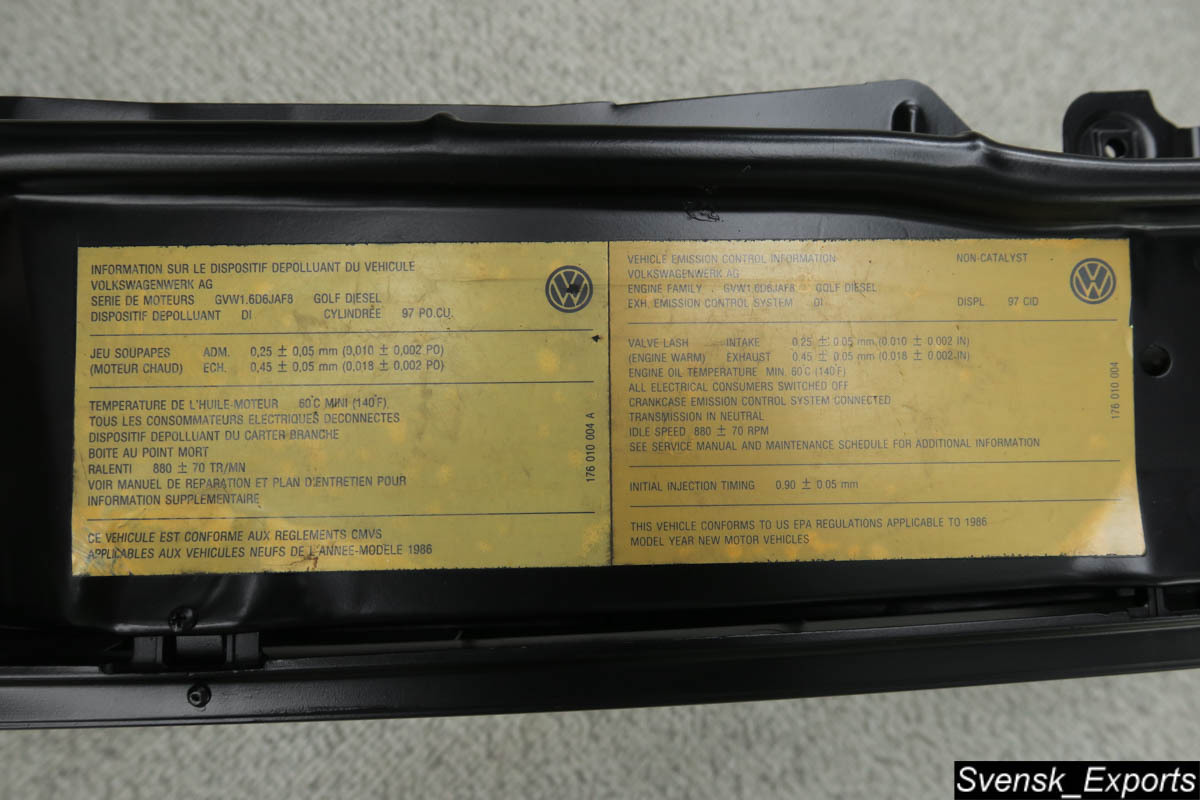 INFORMATION SUR LE DISPOSITIF DEPOLLUANT DU VEHICULE
VOLKSWAGENWERK AG
SERIE DE MOTEURS GVW1.6D6JAF8 GOLF DIESEL
DISPOSITIF DEPOLLUANT DI CYLINDRÉE 97 PO.CU.
JEU SOUPAPES ADM. 0,25 ± 0,05 mm (0,010 ± 0,002 PO)
(MOTEUR CHAUD) ECH. 0,45 ± 0,05 mm (0,018 ± 0,002 PO)
TEMPERATURE DE L'HUILE-MOTEUR 60°C MINI (140°F).
TOUS LES CONSOMMATEURS ELECTRIQUES DECONNECTES
DISPOSITIF DEPOLLUANT DU CARTER BRANCHE
BOITE AU POINT MORT
RALENTI 880 ± 70 TR/MN
VOIR MANUEL DE REPARATION ET PLAN D'ENTRETIEN POUR
INFORMATION SUPPLEMENTAIRE
CE VEHICULE EST CONFORME AUX REGLEMENTS CMVS
APPLICABLES AUX VEHICULES NEUFS DE L'ANNEE-MODELE 1986
176 010 004 A
VEHICLE EMISSION CONTROL INFORMATION NON-CATALYST
VOLKSWAGENWERK AG
ENGINE FAMILY GVW1.6D6JAF8 GOLF DIESEL
EXH. EMISSION CONTROL SYSTEM DI DISPL 97 CID
VALVE LASH INTAKE 0.25 ± 0.05 mm (0.010 ± 0.002 IN)
(ENGINE WARM) EXHAUST 0.45 ± 0.05 mm (0.018 ± 0.002-IN)
ENGINE OIL TEMPERATURE MIN. 60°C (140°F)
ALL ELECTRICAL CONSUMERS SWITCHED OFF
CRANKCASE EMISSION CONTROL SYSTEM CONNECTED
TRANSMISSION IN NEUTRAL
IDLE SPEED 880 ± 70 RPM
SEE SERVICE MANUAL AND MAINTENANCE SCHEDULE FOR ADDITIONAL INFORMATION
INITIAL INJECTION TIMING 0.90 ± 0.05 mm
THIS VEHICLE CONFORMS TO US EPA REGULATIONS APPLICABLE TO 1986
MODEL YEAR NEW MOTOR VEHICLES
176 010 004
Svensk_Exports